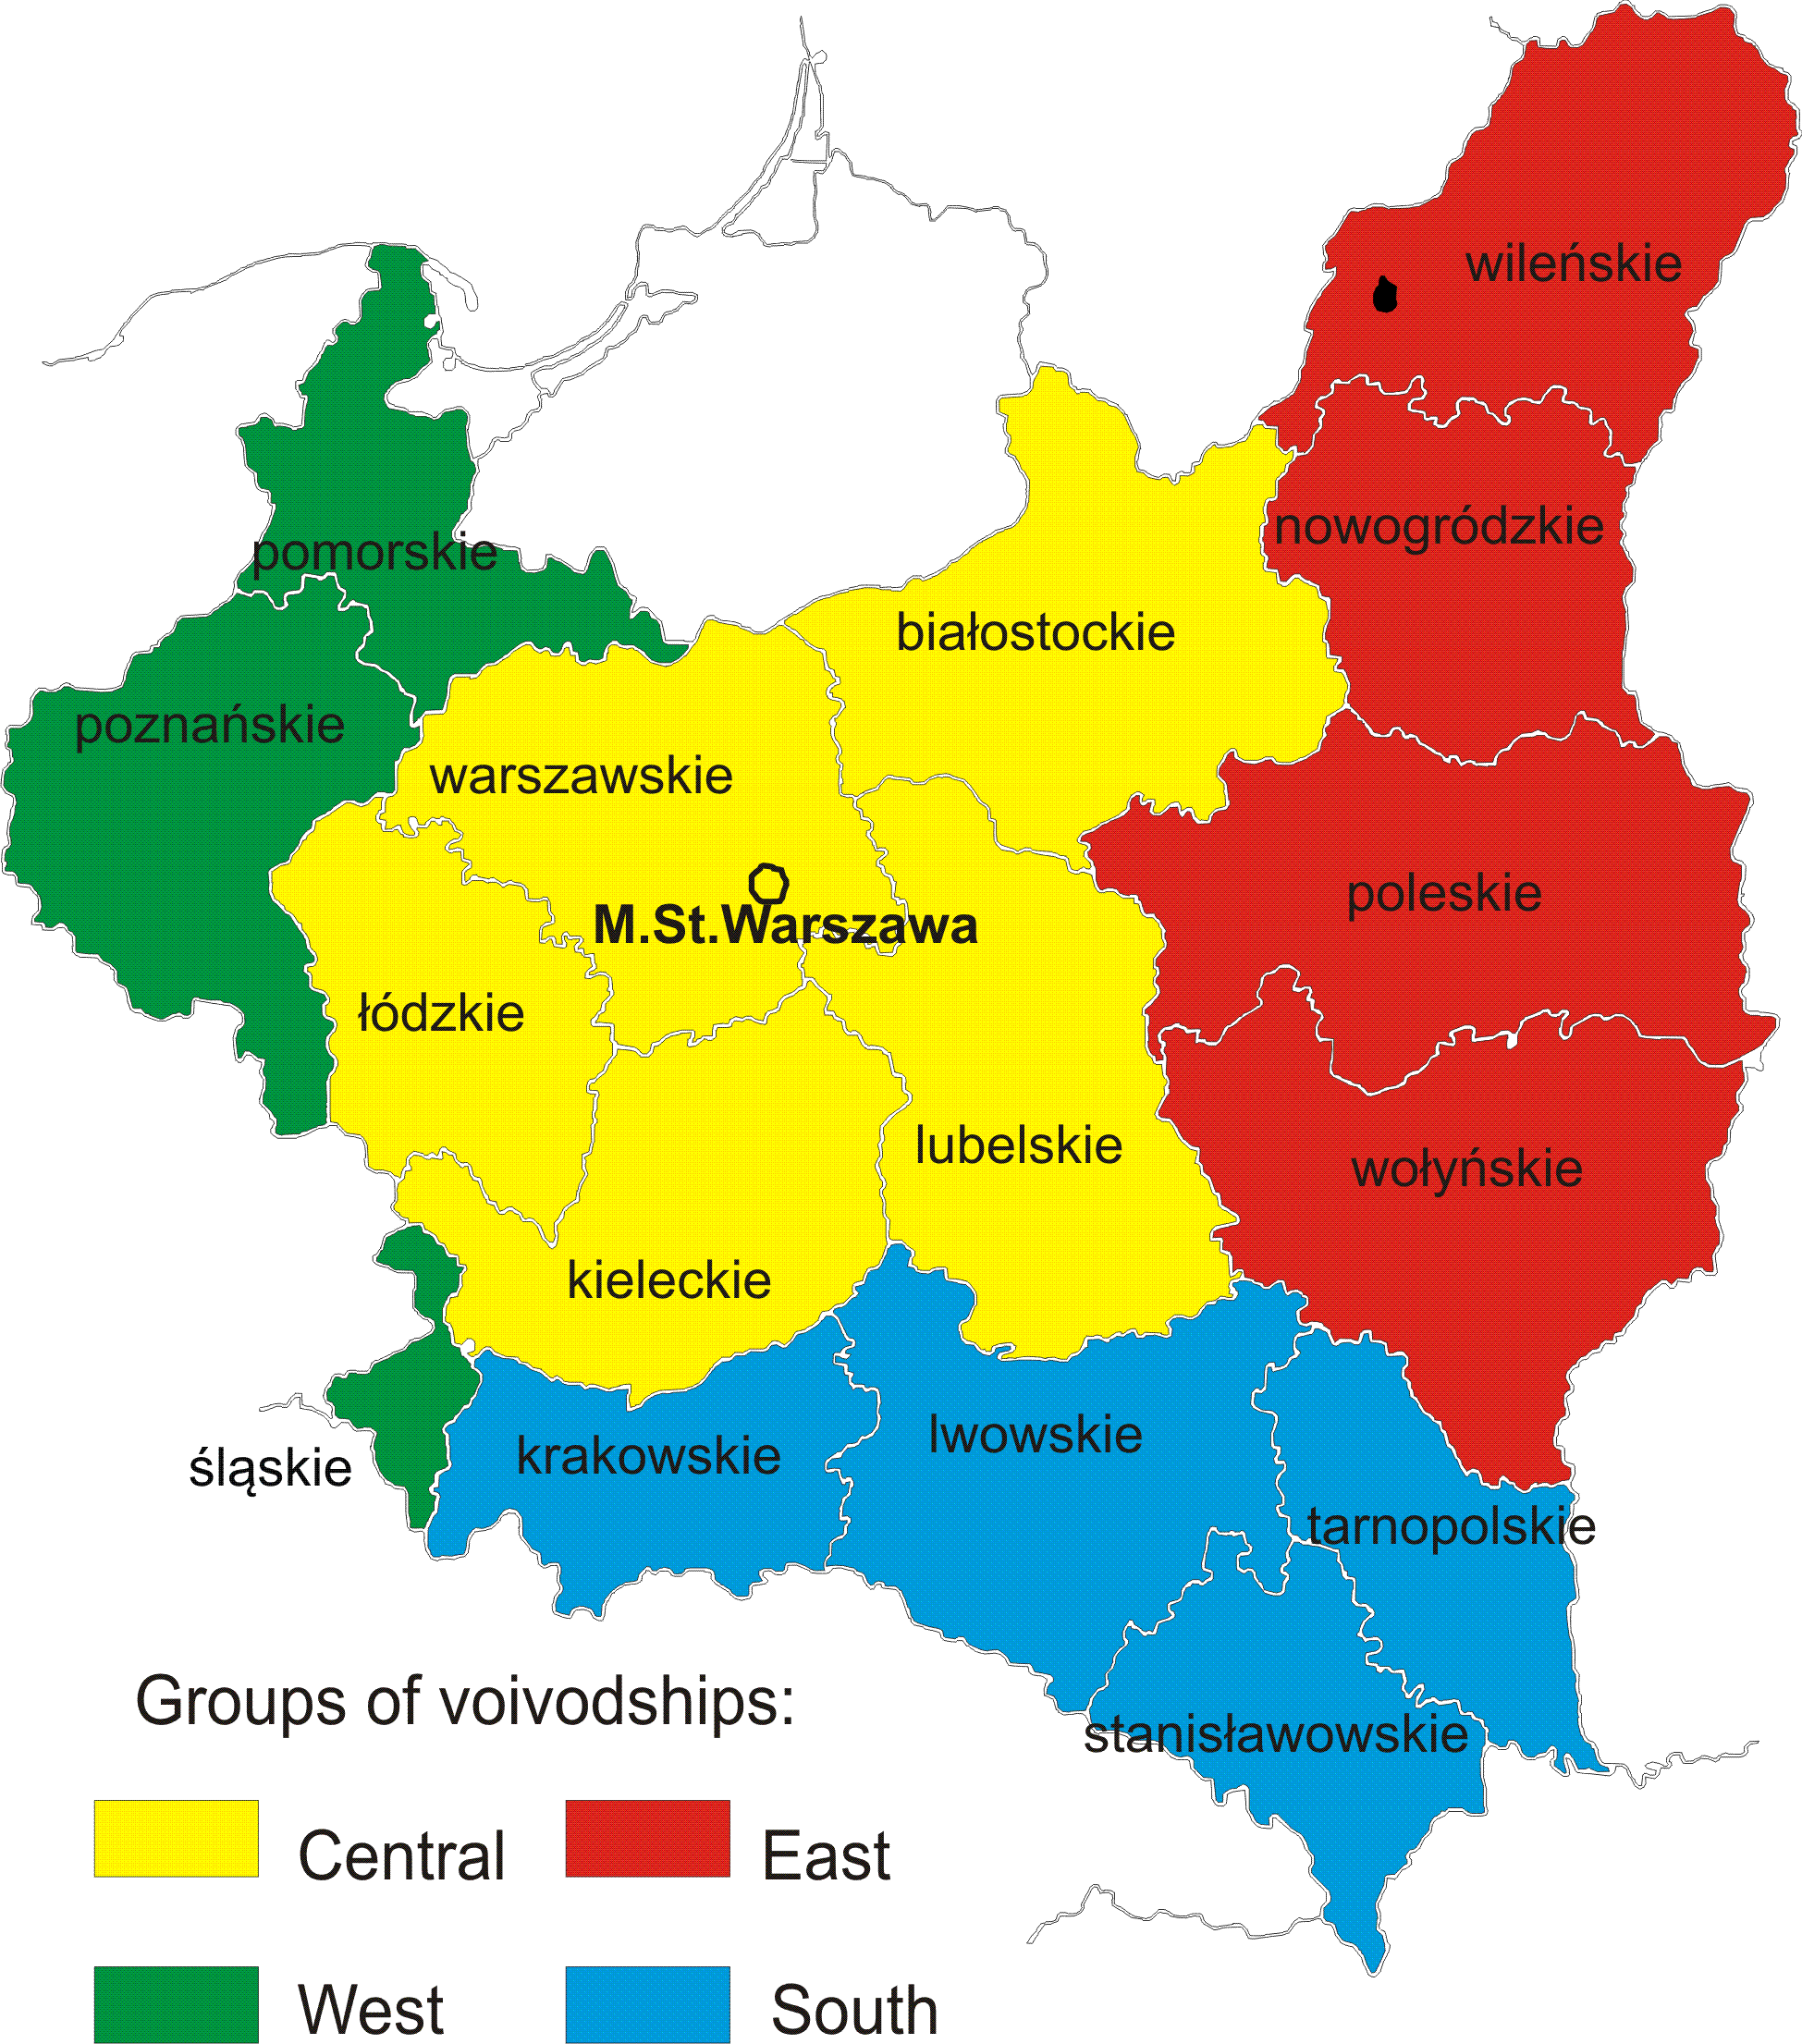 wileńskie
nowogródzkie
pomorskie
białostockie
poznańskie
warszawskie
poleskie
M.St.Warszawa
łódzkie
lubelskie
wołyńskie
kieleckie
lwowskie
krakowskie
śląskie
tarnopolskie
stanisławowskie
Groups of voivodships:
Central
East
West
South